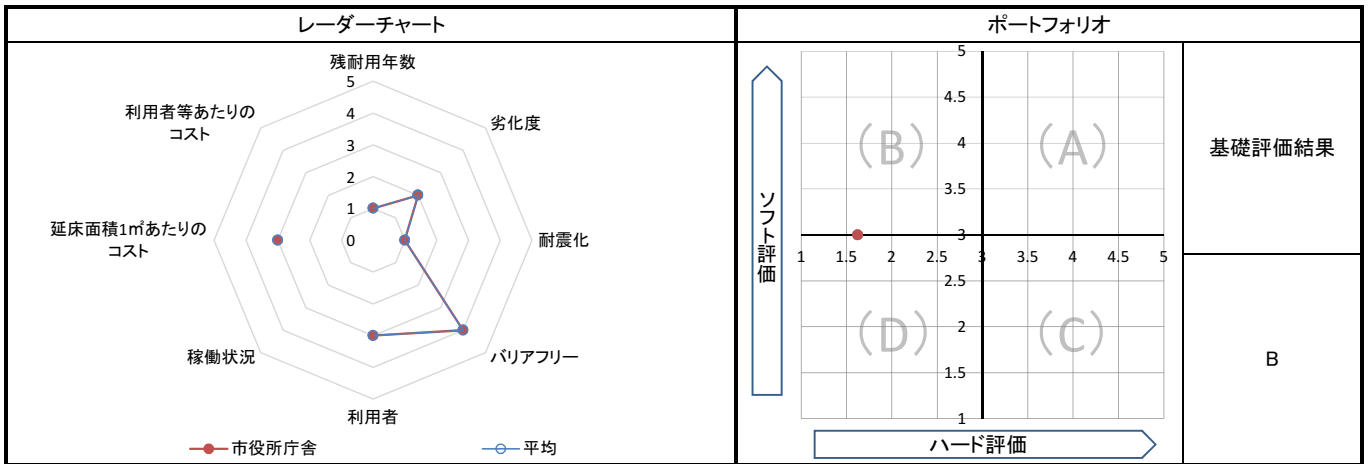 レーダーチャート
残耐用年数
5
4
3
2
1
0
劣化度
耐震化
バリアフリー
利用者
稼働状況
延床面積1㎡あたりの
コスト
利用者等あたりの
コスト
市役所庁舎
平均
ポートフォリオ
ソフト評価
5
4.5
4
3.5
3
2.5
2
1.5
1
1 1.5 2 2.5 3 3.5 4 4.5 5
(B)
(A)
(D)
(C)
ハード評価
基礎評価結果
B